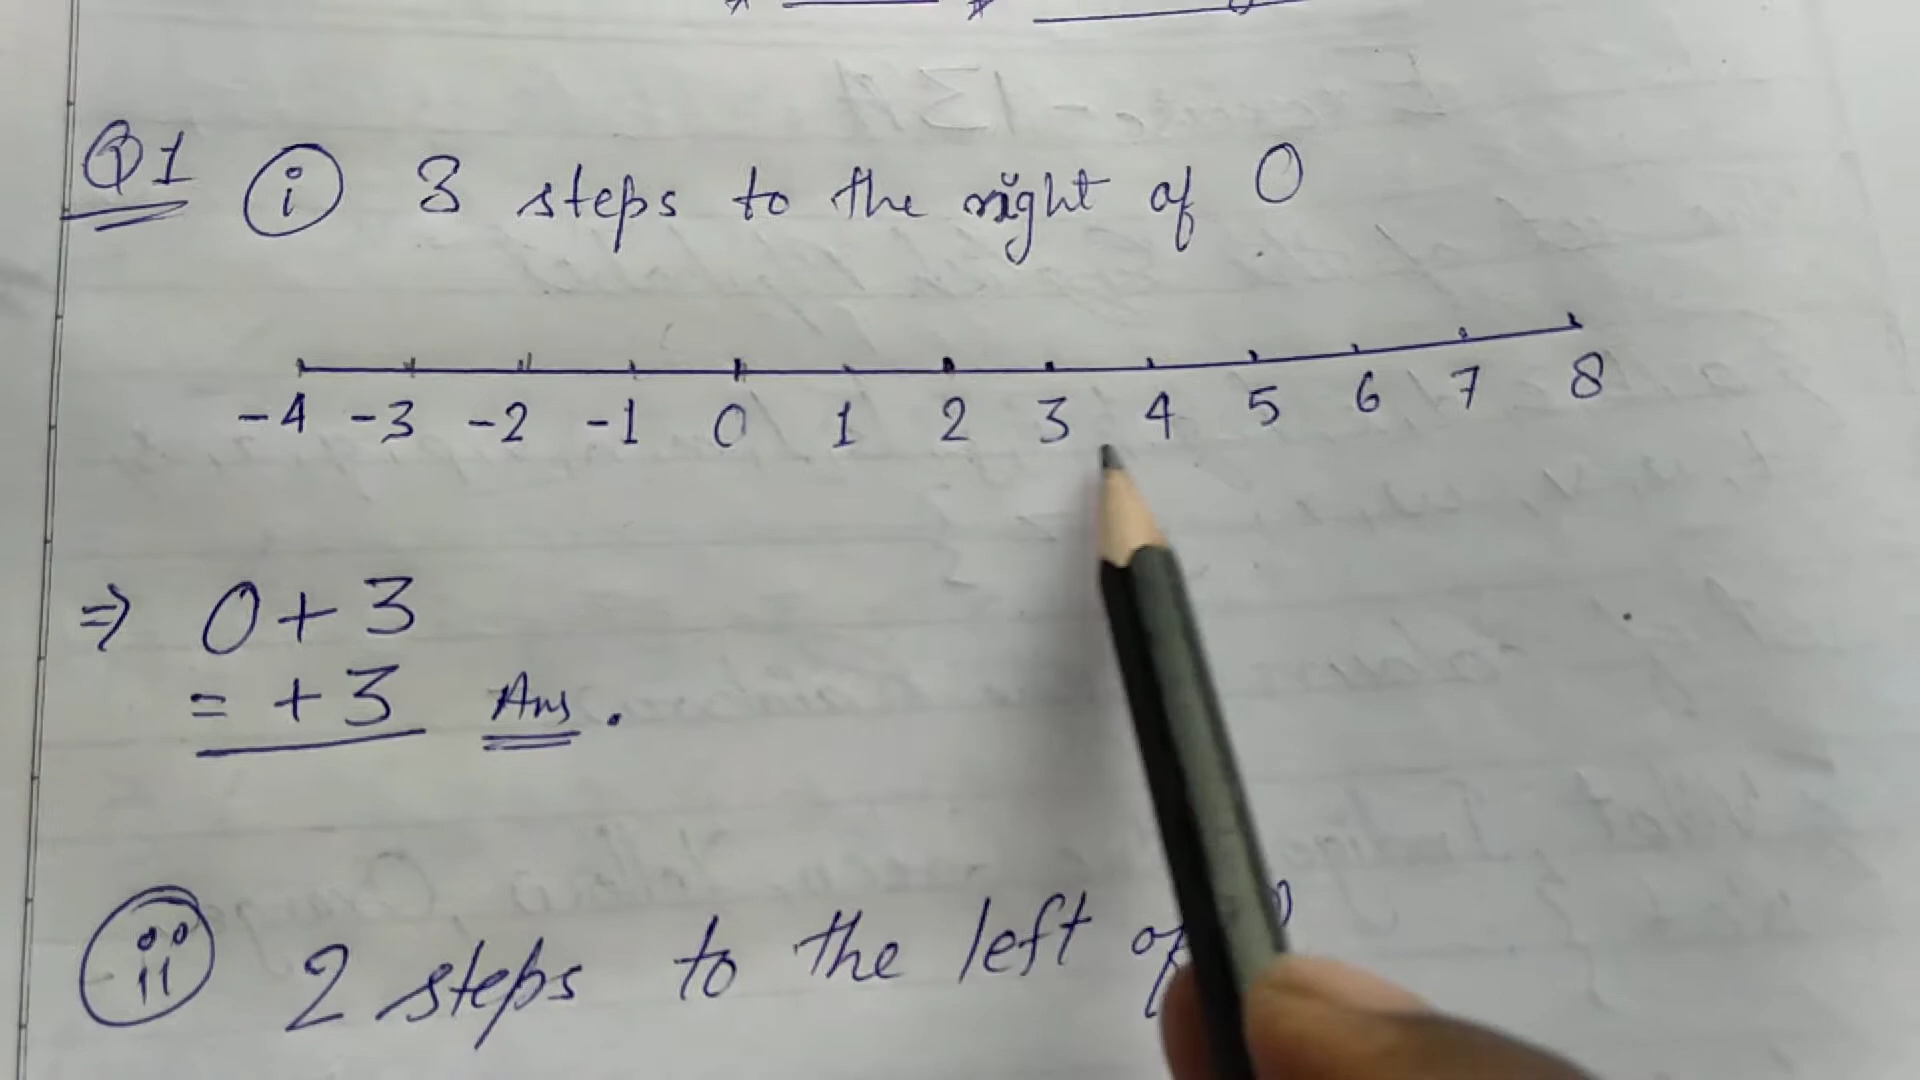 Q1 (i) 3 steps to the right of 0
-4 -3 -2 -1 0 1 2 3 4 5 6 7 8
⇒ 0+3
= +3 Ans.
(ii) 2 steps to the left of